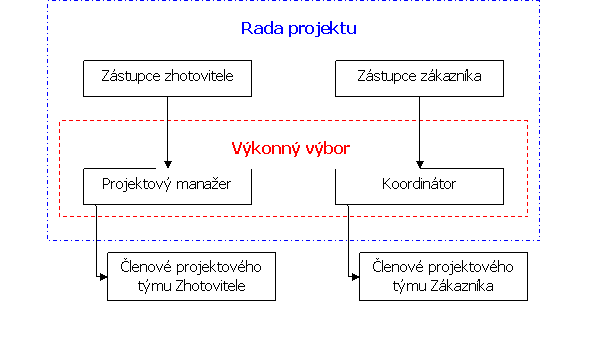 Rada projektu
Zástupce zhotovitele
Zástupce zákazníka
Výkonný výbor
Projektový manažer
Koordinátor
Členové projektového
týmu Zhotovitele
Členové projektového
týmu Zákazníka